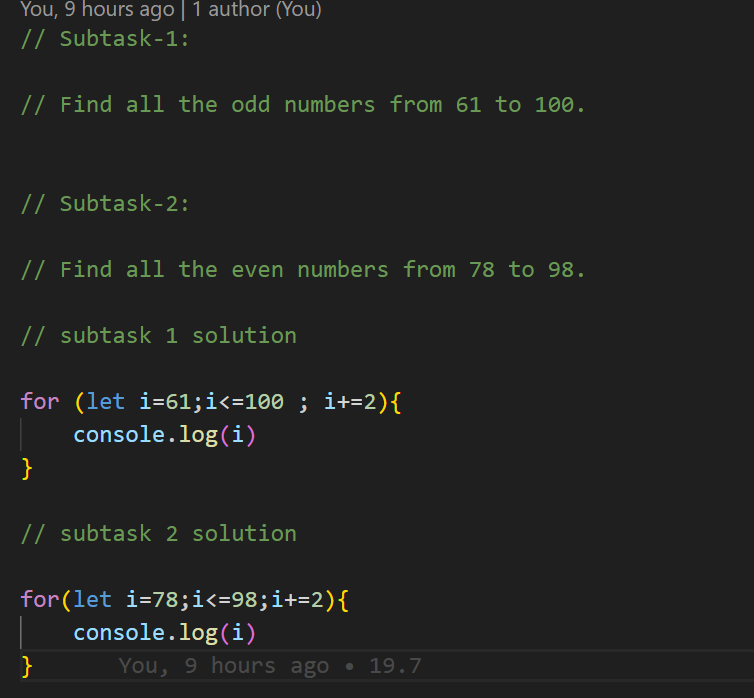 You, 9 hours ago | 1 author (You)
// Subtask-1:
// Find all the odd numbers from 61 to 100.
// Subtask-2:
// Find all the even numbers from 78 to 98.
// subtask 1 solution
for (let i=61;i<=100 ; i+=2){
    console.log(i)
}
// subtask 2 solution
for(let i=78;i<=98;i+=2){
    console.log(i)
}       You, 9 hours ago • 19.7